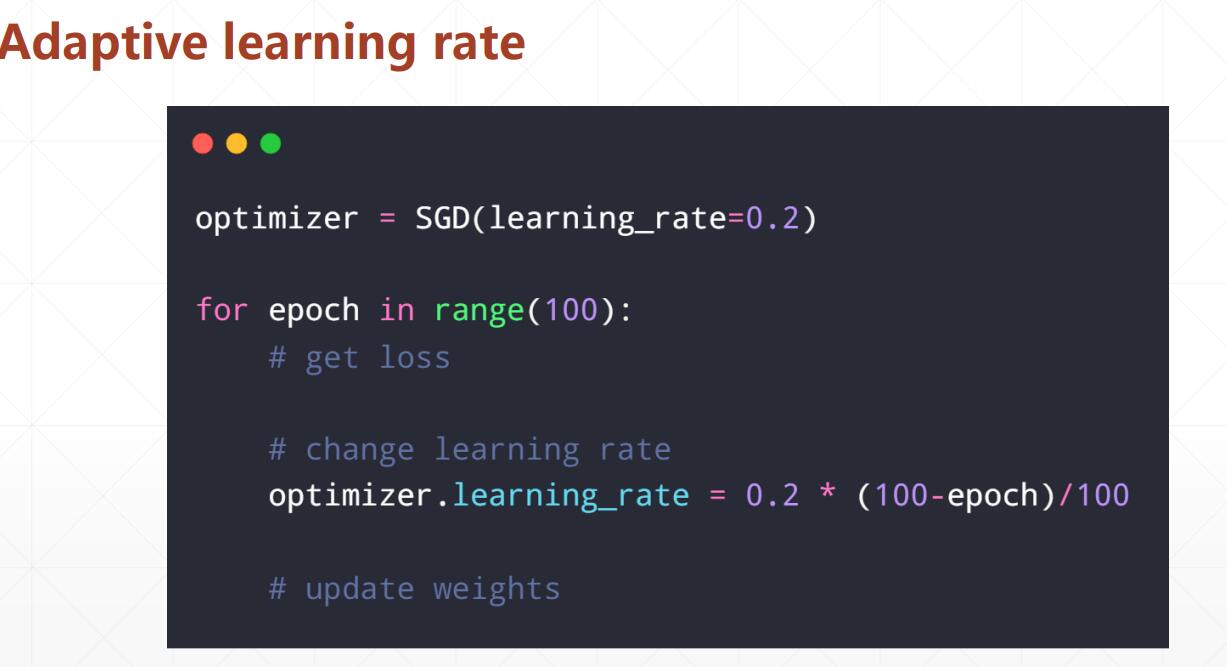 Adaptive learning rate
optimizer = SGD(learning_rate=0.2)
for epoch in range(100):
    # get loss
    # change learning rate
    optimizer.learning_rate = 0.2 * (100-epoch)/100
    # update weights